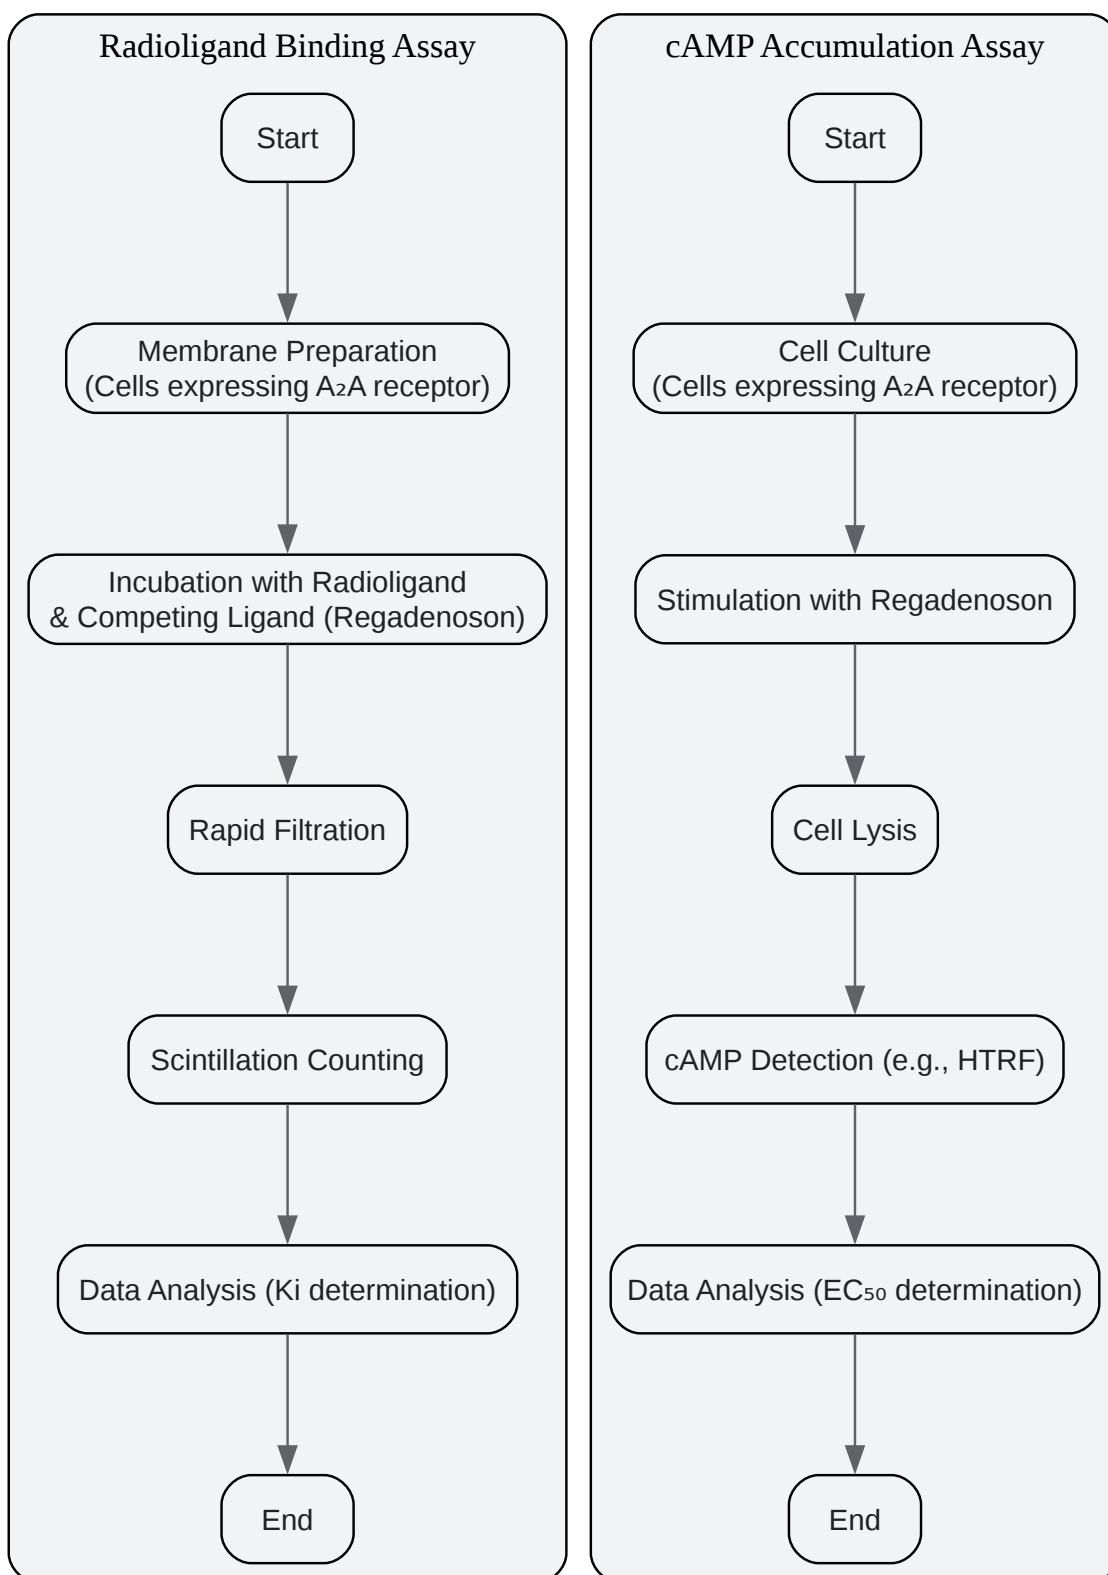 Radioligand Binding Assay
Start
Membrane Preparation
(Cells expressing A₂A receptor)
Incubation with Radioligand
& Competing Ligand (Regadenoson)
Rapid Filtration
Scintillation Counting
Data Analysis (Ki determination)
End
cAMP Accumulation Assay
Start
Cell Culture
(Cells expressing A₂A receptor)
Stimulation with Regadenoson
Cell Lysis
cAMP Detection (e.g., HTRF)
Data Analysis (EC₅₀ determination)
End